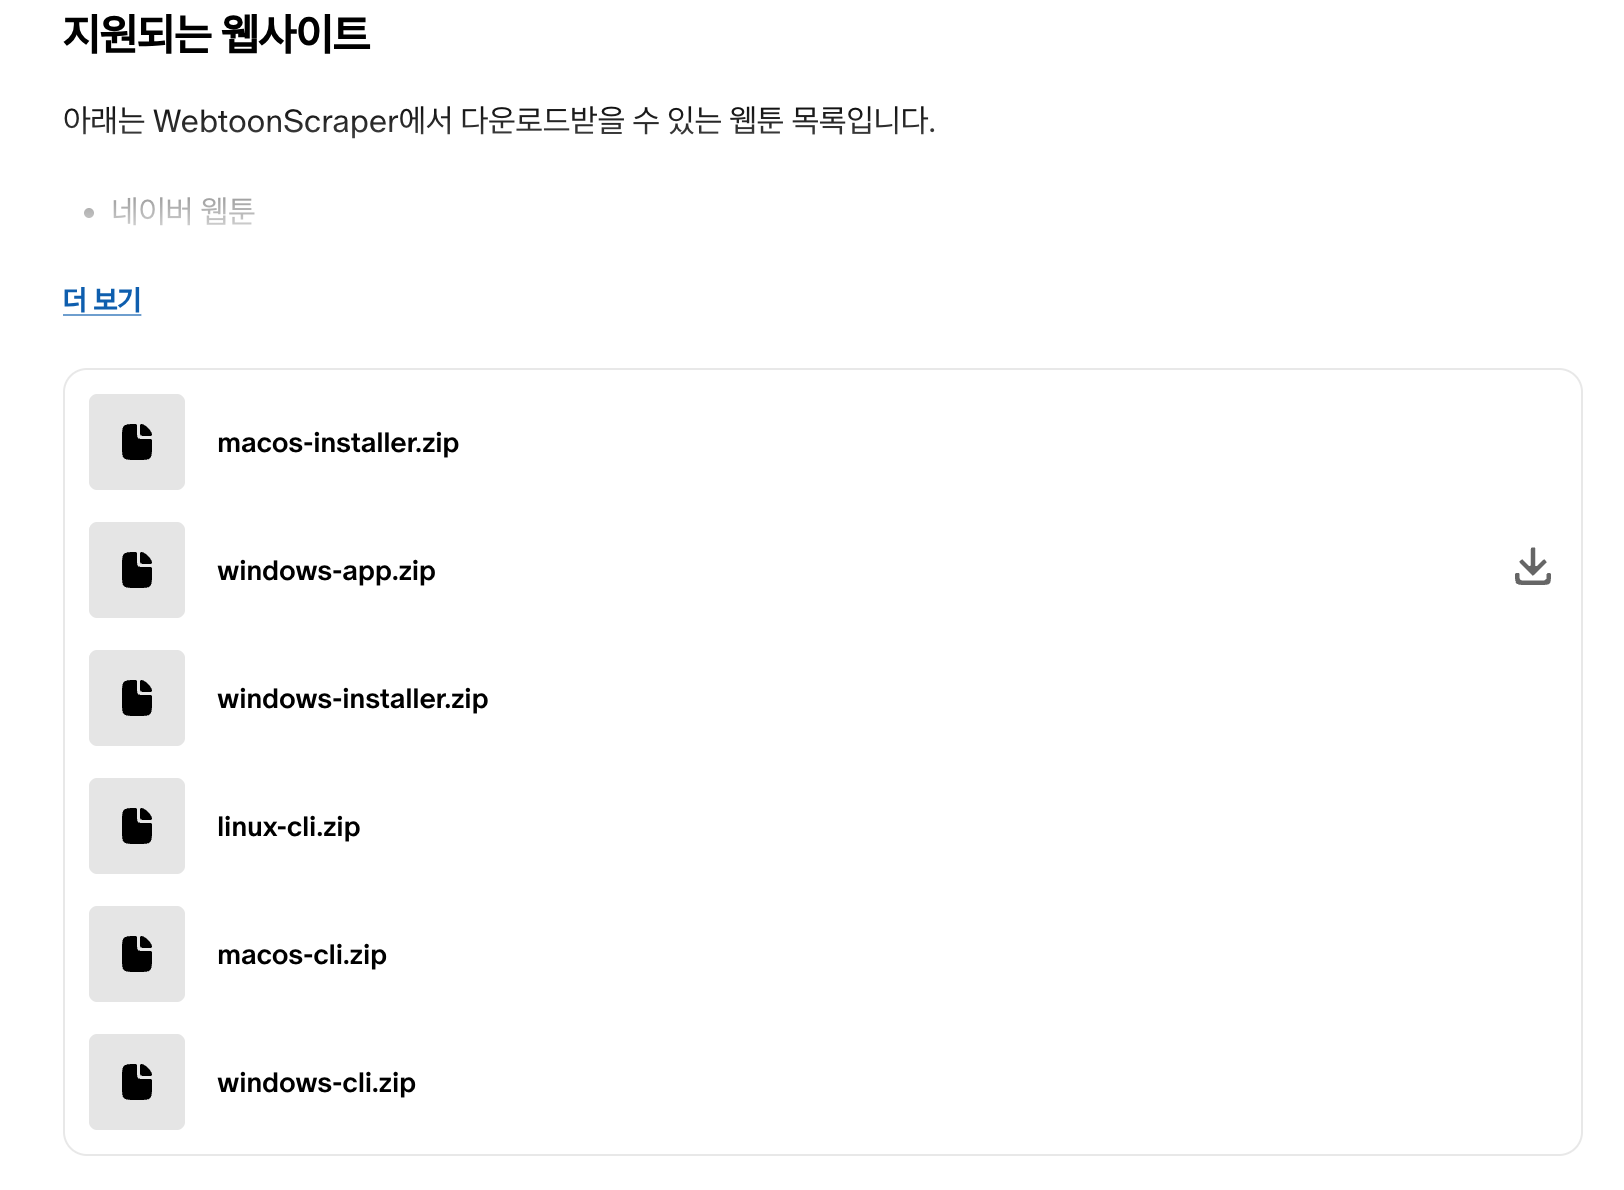 지원되는 웹사이트
아래는 WebtoonScraper에서 다운로드받을 수 있는 웹툰 목록입니다.
• 네이버 웹툰
더 보기
macos-installer.zip
windows-app.zip
windows-installer.zip
linux-cli.zip
macos-cli.zip
windows-cli.zip